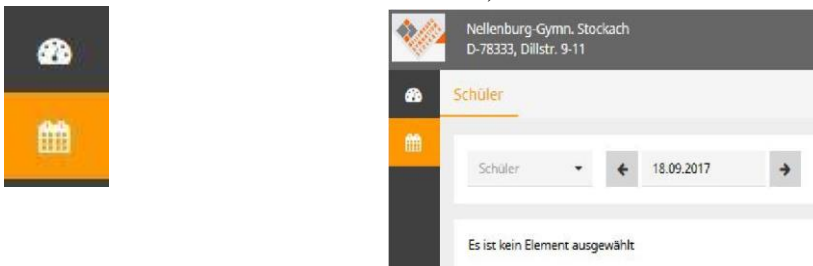 Nellenburg-Gymn. Stockach
D-78333, Dillstr. 9-11
Schüler
Schüler
18.09.2017
Es ist kein Element ausgewählt